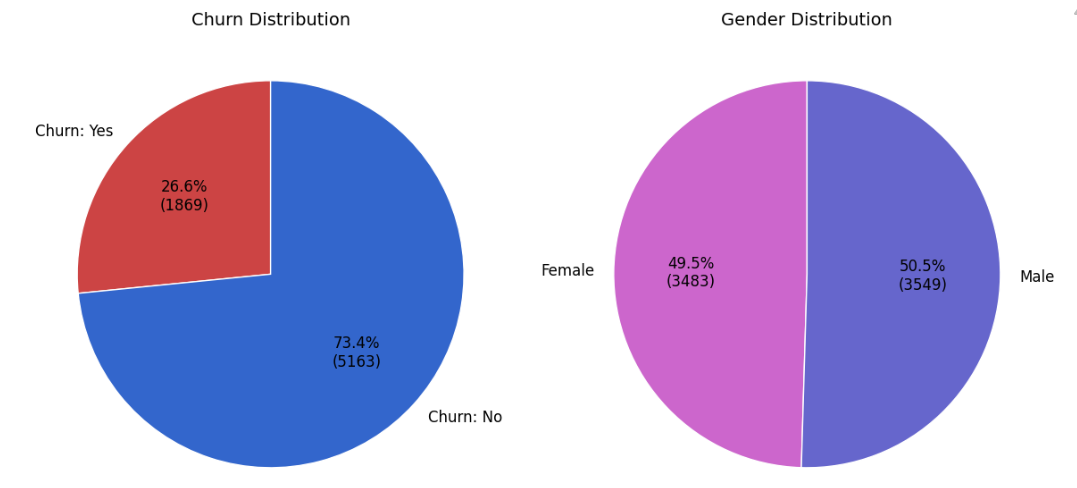 Churn Distribution
Churn: Yes
26.6%
(1869)
73.4%
(5163)
Churn: No
Gender Distribution
Female
49.5%
(3483)
50.5%
(3549)
Male